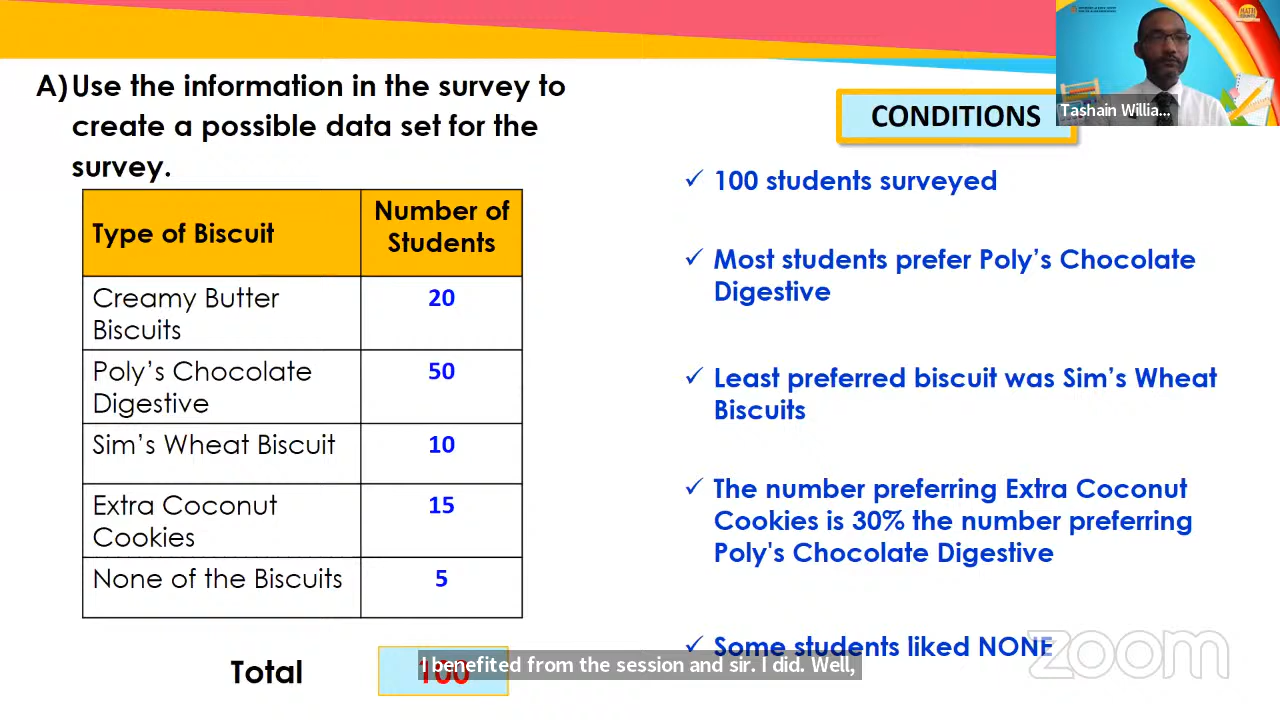 A) Use the information in the survey to
create a possible data set for the
survey.
Type of Biscuit
Number of
Students
Creamy Butter
Biscuits
20
Poly’s Chocolate
Digestive
50
Sim’s Wheat Biscuit
10
Extra Coconut
Cookies
15
None of the Biscuits
5
Total
100
CONDITIONS
✓ 100 students surveyed
✓ Most students prefer Poly’s Chocolate
Digestive
✓ Least preferred biscuit was Sim’s Wheat
Biscuits
✓ The number preferring Extra Coconut
Cookies is 30% the number preferring
Poly's Chocolate Digestive
✓ Some students liked NONE
Tashain Willia...
zoom
I benefited from the session and sir. I did. Well,